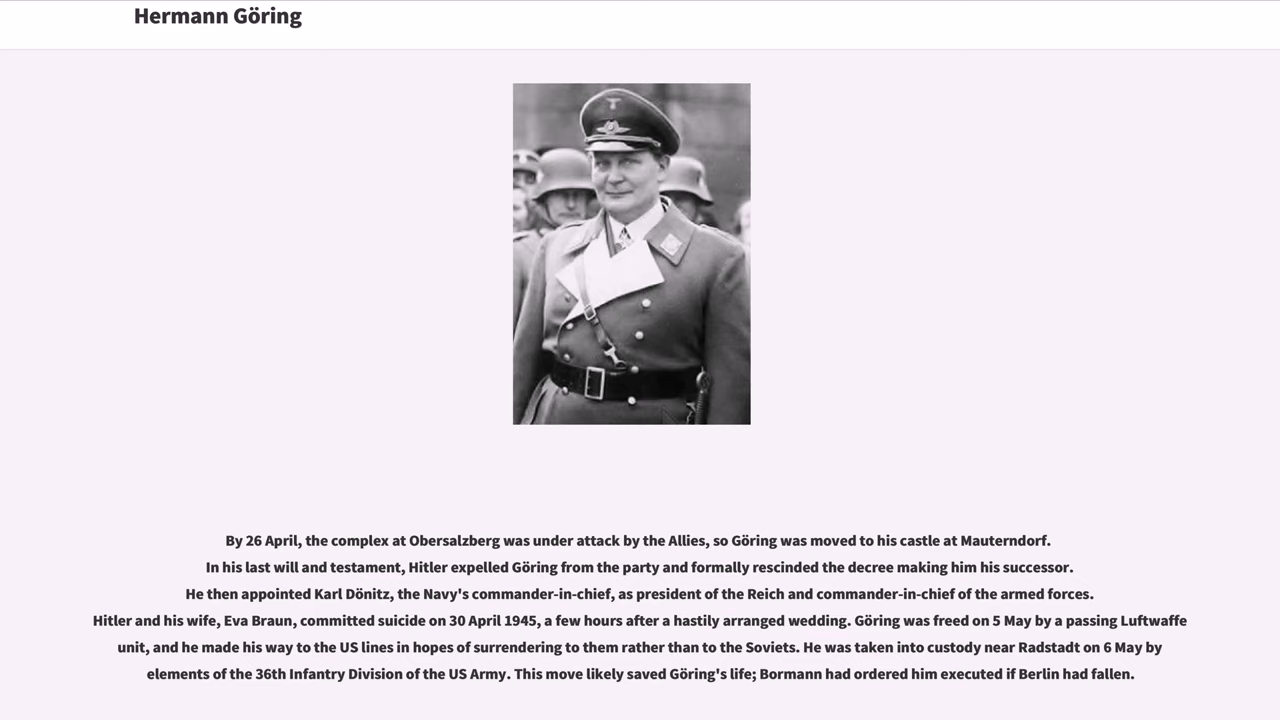 Hermann Göring
By 26 April, the complex at Obersalzberg was under attack by the Allies, so Göring was moved to his castle at Mauterndorf.
In his last will and testament, Hitler expelled Göring from the party and formally rescinded the decree making him his successor.
He then appointed Karl Dönitz, the Navy's commander-in-chief, as president of the Reich and commander-in-chief of the armed forces.
Hitler and his wife, Eva Braun, committed suicide on 30 April 1945, a few hours after a hastily arranged wedding. Göring was freed on 5 May by a passing Luftwaffe
unit, and he made his way to the US lines in hopes of surrendering to them rather than to the Soviets. He was taken into custody near Radstadt on 6 May by
elements of the 36th Infantry Division of the US Army. This move likely saved Göring's life; Bormann had ordered him executed if Berlin had fallen.